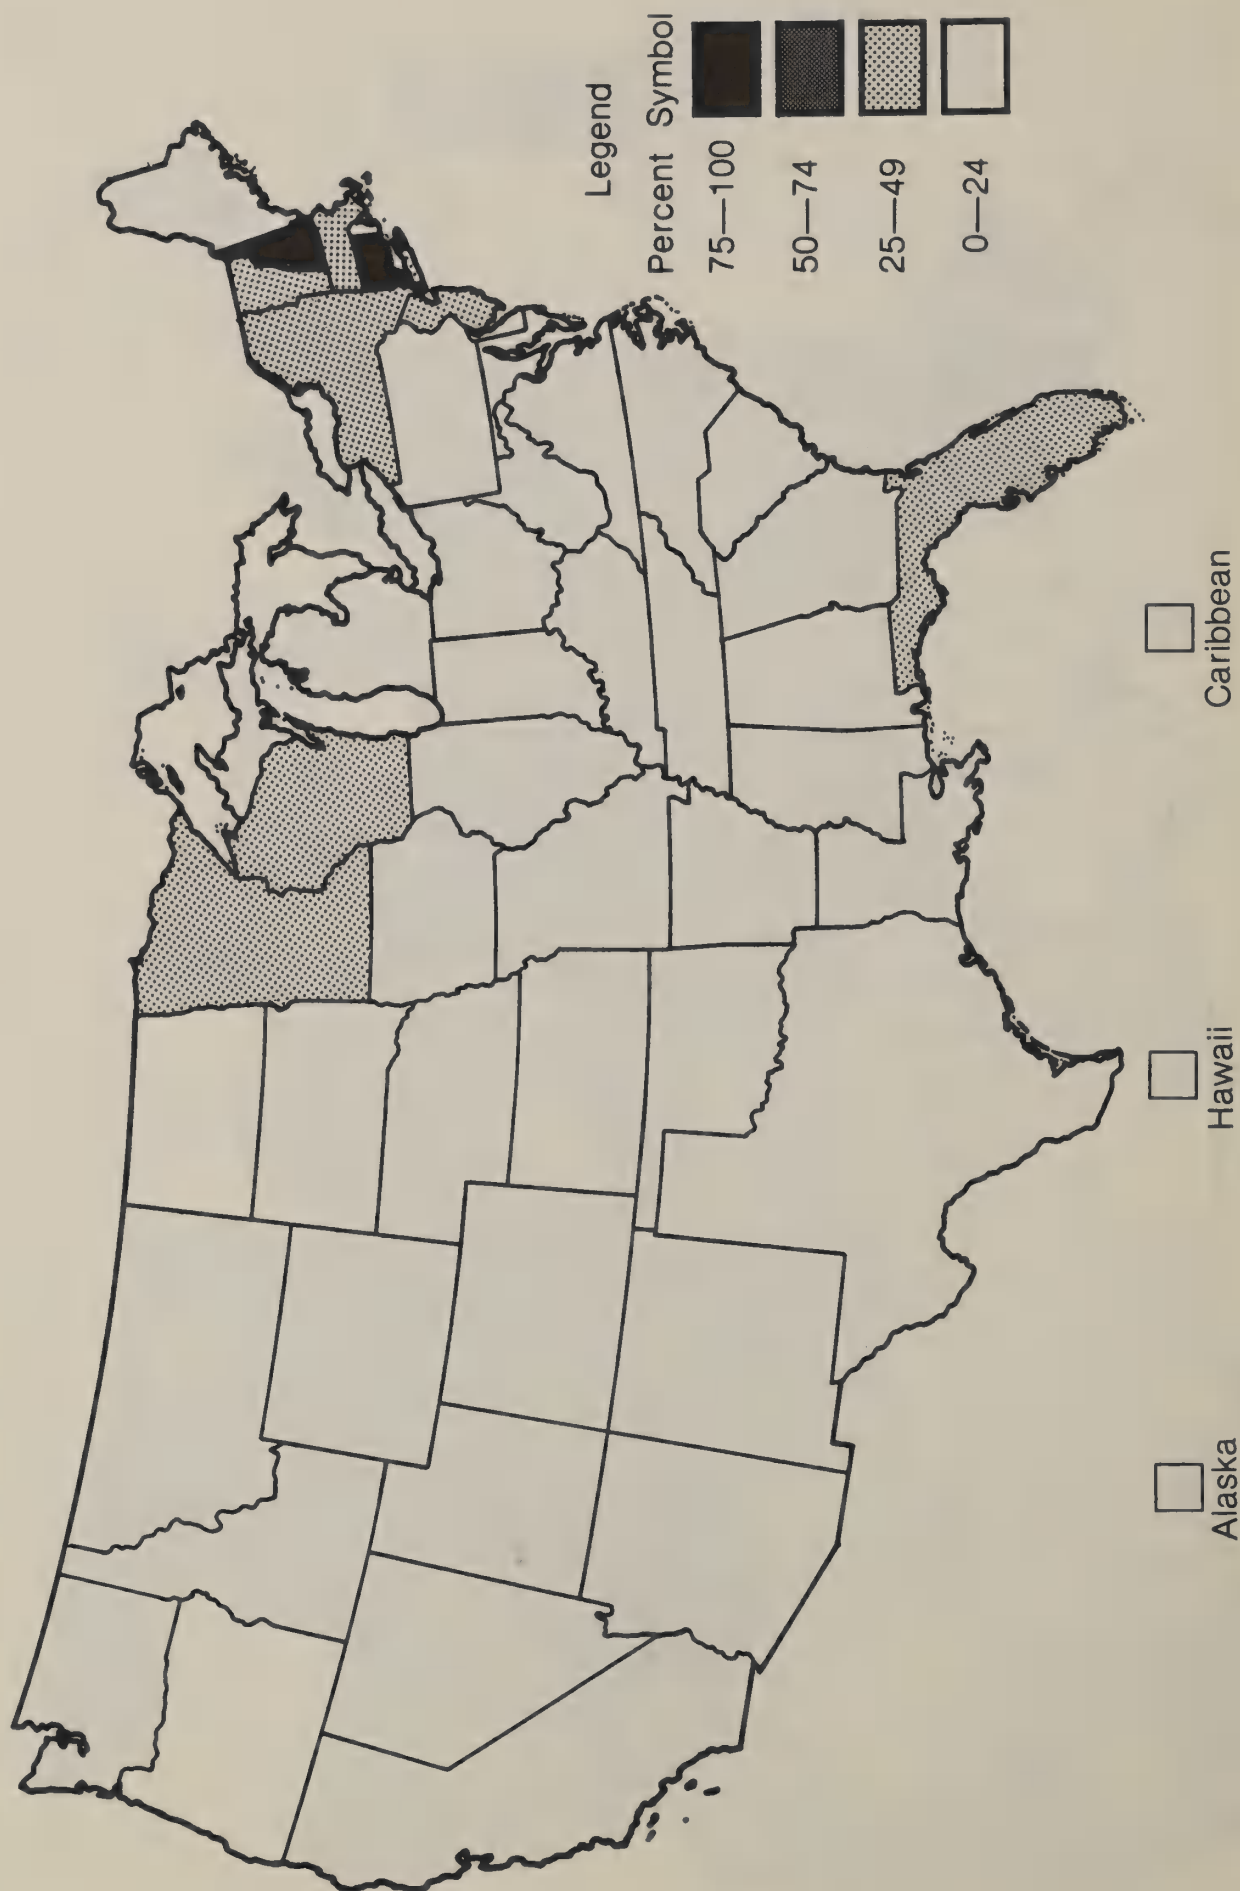 Legend
Percent Symbol
75—100
50—74
25—49
0—24
Alaska
Hawaii
Caribbean